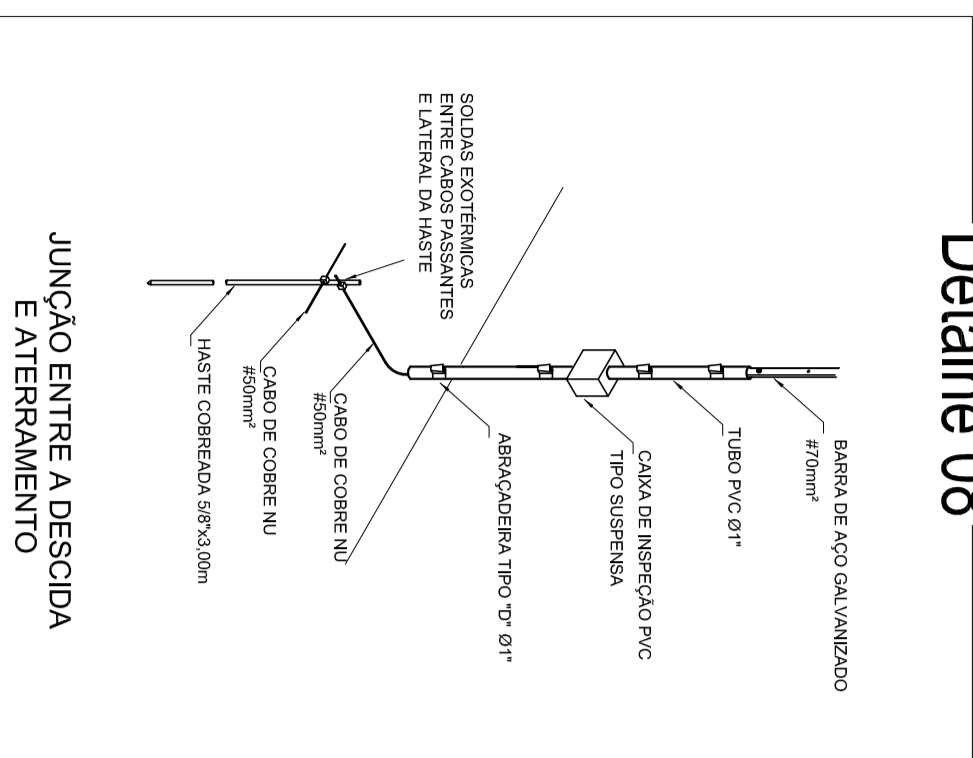 Detalhe 08
BARRA DE AÇO GALVANIZADO
#70mm²
TUBO PVC Ø1"
CAIXA DE INSPEÇÃO PVC
TIPO SUSPENSA
ABRAÇADEIRA TIPO "D" Ø1"
SOLDAS EXOTÉRMICAS
ENTRE CABOS PASSANTES
E LATERAL DA HASTE
CABO DE COBRE NU
#50mm²
CABO DE COBRE NU
#50mm²
HASTE COBREADA 5/8"x3,00m
JUNÇÃO ENTRE A DESCIDA
E ATERRAMENTO